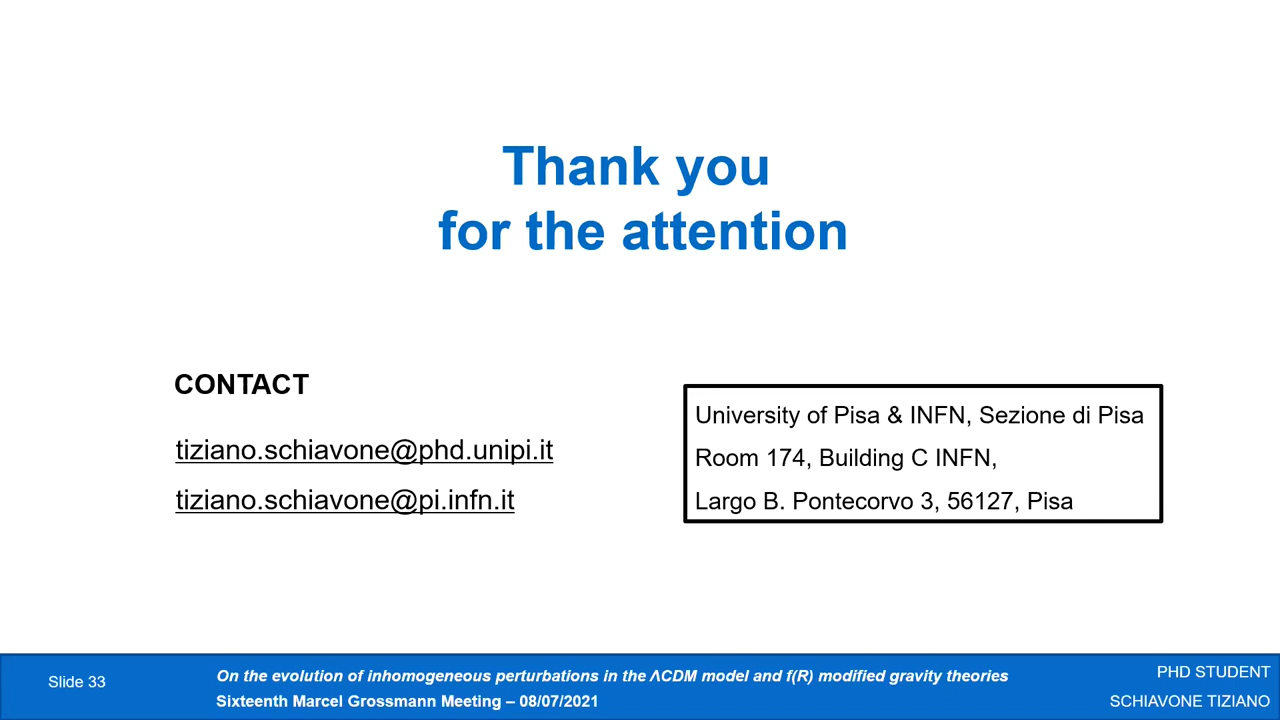 Thank you
for the attention
CONTACT
tiziano.schiavone@phd.unipi.it
tiziano.schiavone@pi.infn.it
University of Pisa & INFN, Sezione di Pisa
Room 174, Building C INFN,
Largo B. Pontecorvo 3, 56127, Pisa
Slide 33
On the evolution of inhomogeneous perturbations in the ΛCDM model and f(R) modified gravity theories
Sixteenth Marcel Grossmann Meeting – 08/07/2021
PHD STUDENT
SCHIAVONE TIZIANO